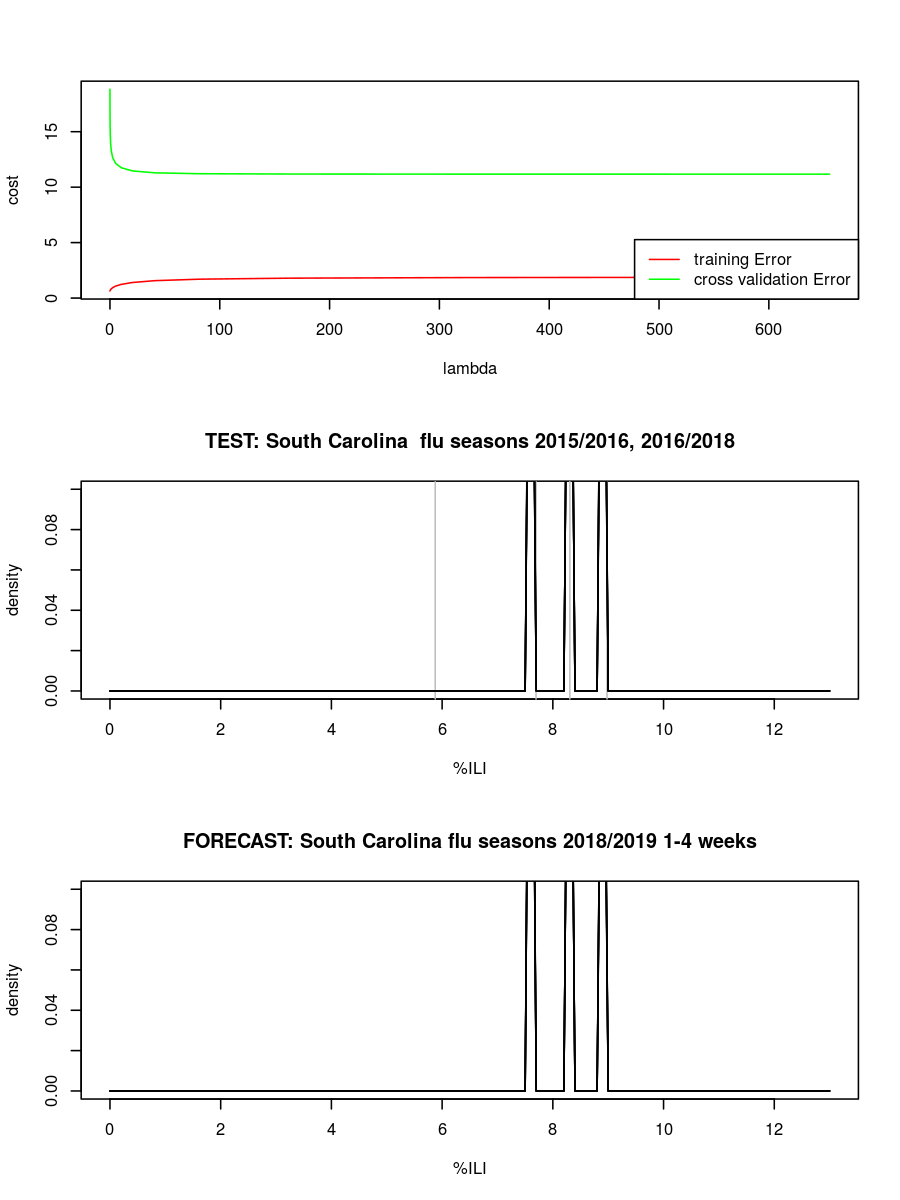 cost
15
10
5
0
training Error
cross validation Error
0 100 200 300 400 500 600
lambda
TEST: South Carolina  flu seasons 2015/2016, 2016/2018
density
0.08
0.04
0.00
0 2 4 6 8 10 12
%ILI
FORECAST: South Carolina flu seasons 2018/2019 1-4 weeks
density
0.08
0.04
0.00
0 2 4 6 8 10 12
%ILI